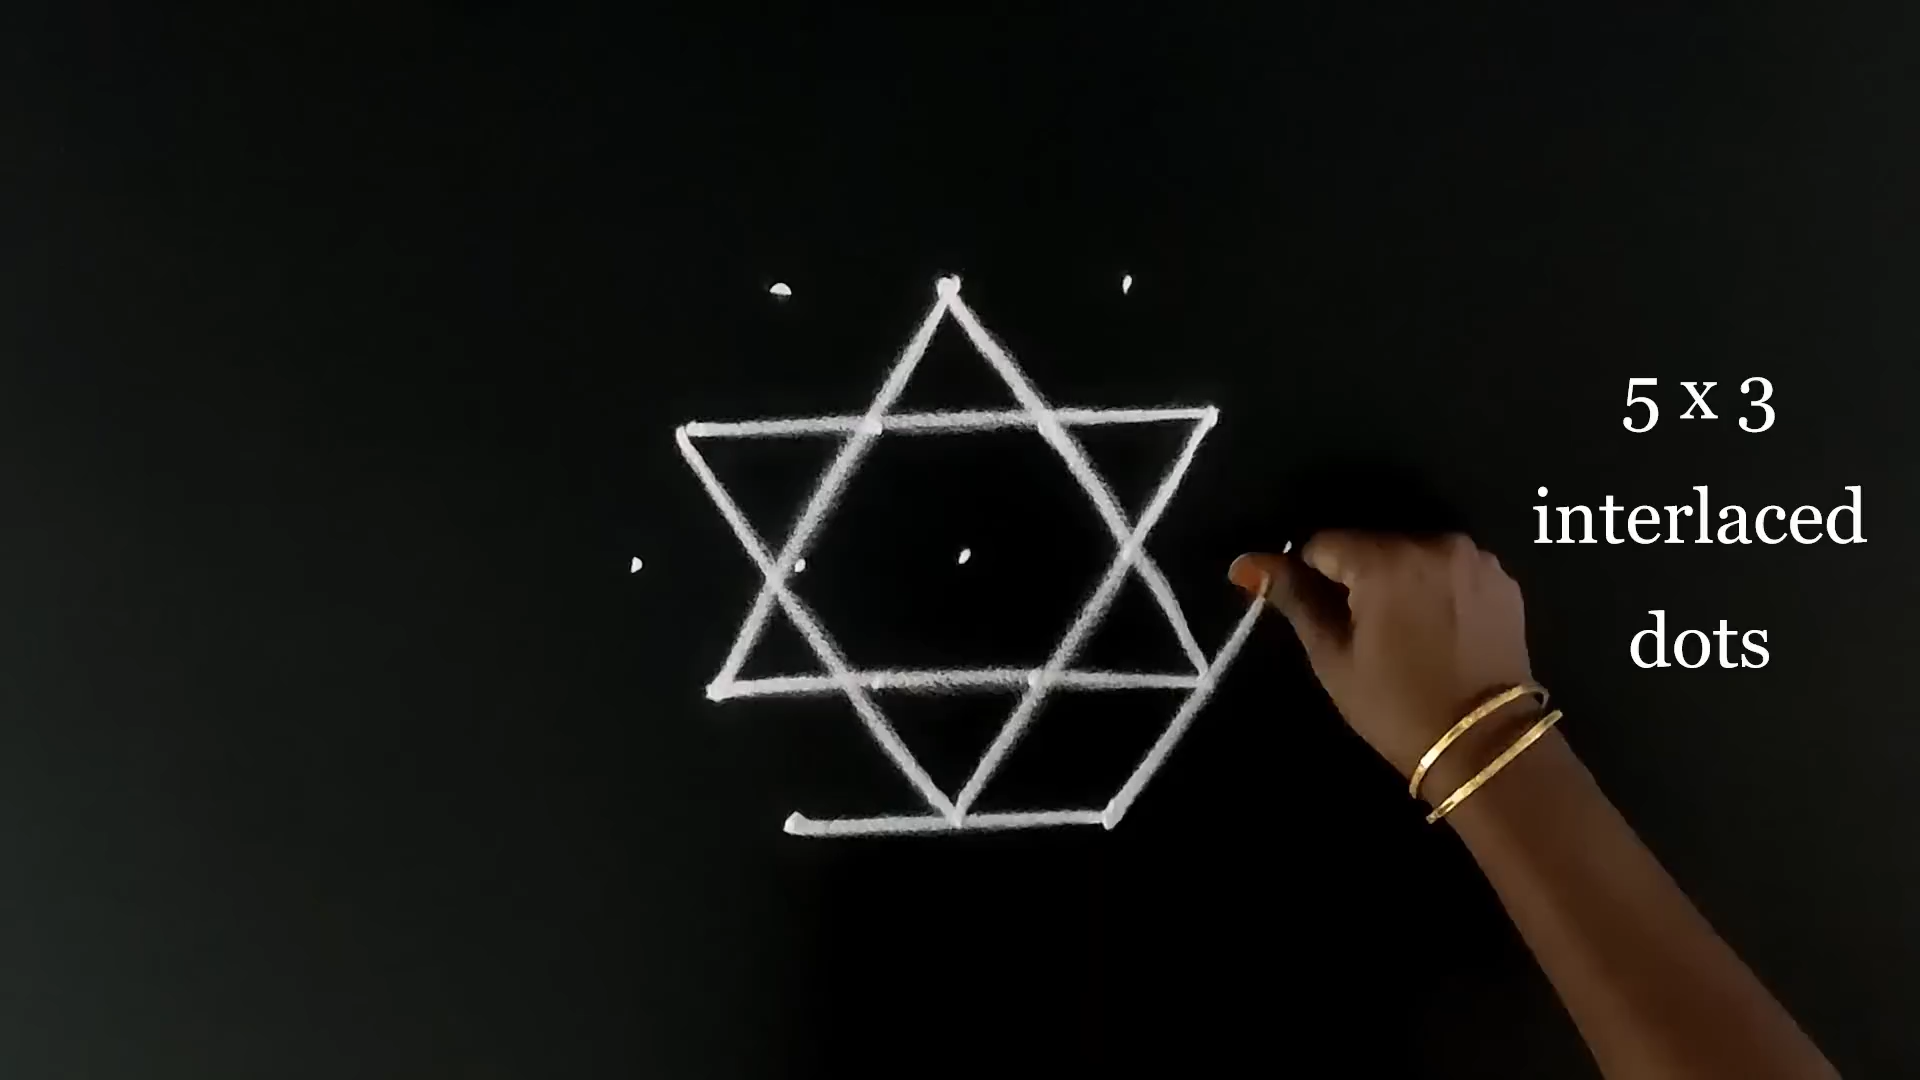 5 x 3
interlaced
dots